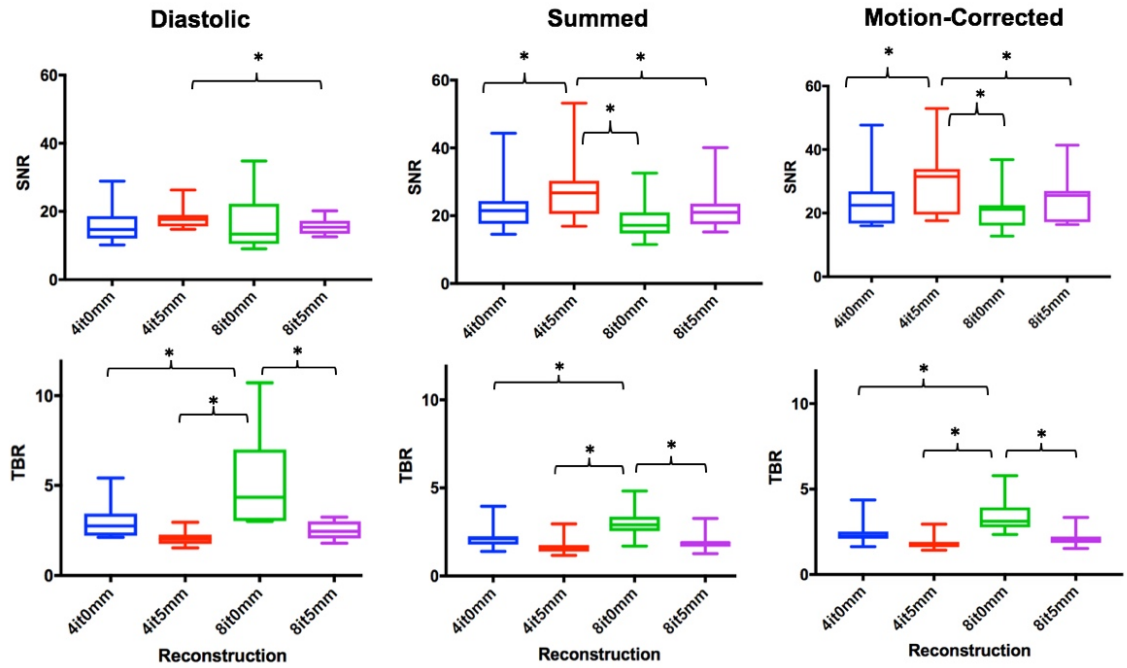 Diastolic
Summed
Motion-Corrected
*
SNR
60
40
20
0
4it0mm
4it5mm
8it0mm
8it5mm
*
*
*
SNR
60
40
20
0
4it0mm
4it5mm
8it0mm
8it5mm
*
*
*
SNR
60
40
20
0
4it0mm
4it5mm
8it0mm
8it5mm
*
*
*
TBR
10
5
0
4it0mm
4it5mm
8it0mm
8it5mm
Reconstruction
*
*
*
TBR
10
5
0
4it0mm
4it5mm
8it0mm
8it5mm
Reconstruction
*
*
*
TBR
10
5
0
4it0mm
4it5mm
8it0mm
8it5mm
Reconstruction